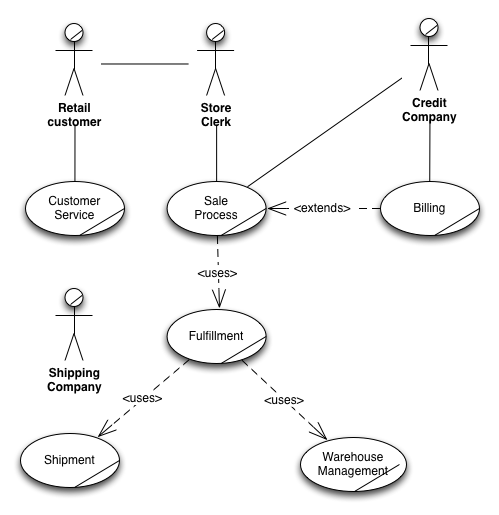 Retail
customer
Store
Clerk
Credit
Company
Customer
Service
Sale
Process
<extends>
Billing
<uses>
Fulfillment
Shipping
Company
<uses>
<uses>
Shipment
Warehouse
Management